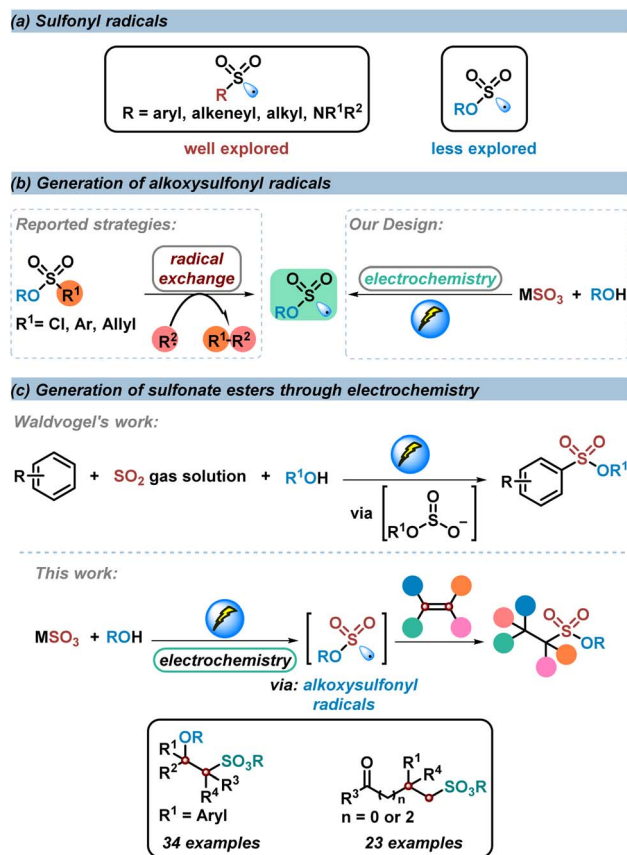 (a) Sulfonyl radicals
O O
S
R
R = aryl, alkeneyl, alkyl, NR¹R²
well explored
O O
S
RO
less explored
(b) Generation of alkoxysulfonyl radicals
Reported strategies:
O O
S
RO R¹
R¹= Cl, Ar, Allyl
radical
exchange
R²
R¹-R²
O O
S
RO
Our Design:
electrochemistry
MSO₃ + ROH
(c) Generation of sulfonate esters through electrochemistry
Waldvogel's work:
R
+ SO₂ gas solution + R¹OH
via
O
R¹O S O⁻
O O
S
OR¹
R
This work:
MSO₃ + ROH
electrochemistry
O O
S
RO
via: alkoxysulfonyl
radicals
O O
S
OR
OR
R¹ SO₃R
R² R³
R⁴
R¹ = Aryl
34 examples
O R¹ R⁴
R³ n SO₃R
n = 0 or 2
23 examples